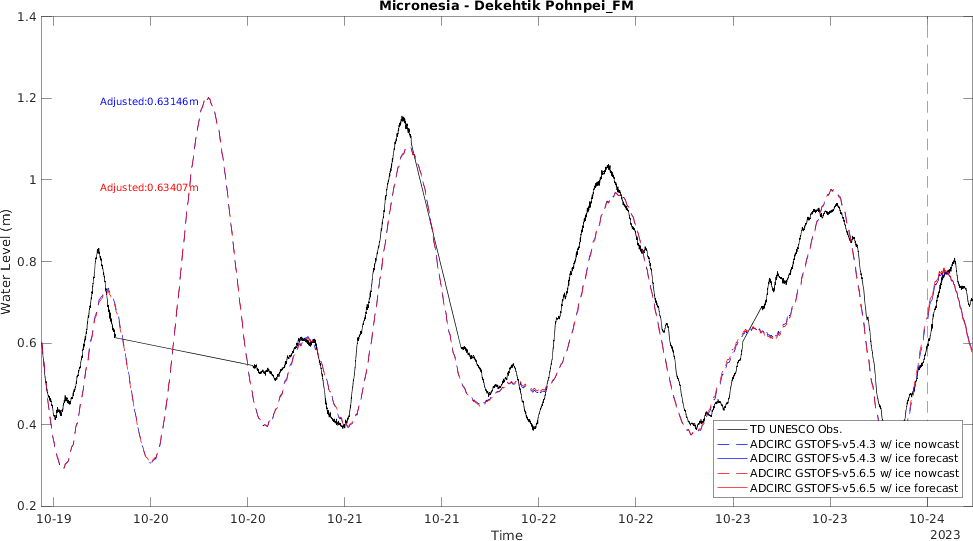 Micronesia - Dekehtik Pohnpei_FM
1.4
1.2
1
0.8
0.6
0.4
0.2
Water Level (m)
Adjusted:0.63146m
Adjusted:0.63407m
TD UNESCO Obs.
ADCIRC GSTOFS-v5.4.3 w/ ice nowcast
ADCIRC GSTOFS-v5.4.3 w/ ice forecast
ADCIRC GSTOFS-v5.6.5 w/ ice nowcast
ADCIRC GSTOFS-v5.6.5 w/ ice forecast
10-19 10-20 10-20 10-21 10-21 10-22 10-22 10-23 10-23 10-24
Time
2023